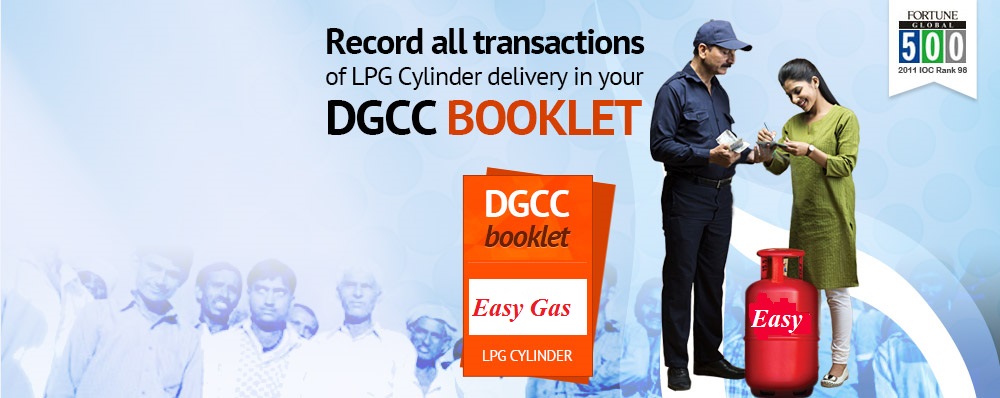 Record all transactions
of LPG Cylinder delivery in your
DGCC BOOKLET
FORTUNE
GLOBAL
500
2011 IOC Rank 98
DGCC
booklet
Easy Gas
LPG CYLINDER
Easy